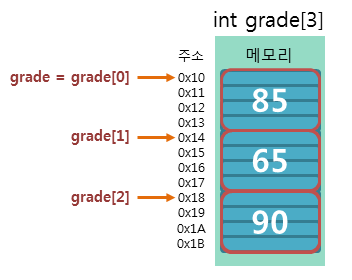 int grade[3]
주소 메모리
grade = grade[0] 0x10
0x11
0x12
0x13
85
grade[1] 0x14
0x15
0x16
0x17
65
grade[2] 0x18
0x19
0x1A
0x1B
90